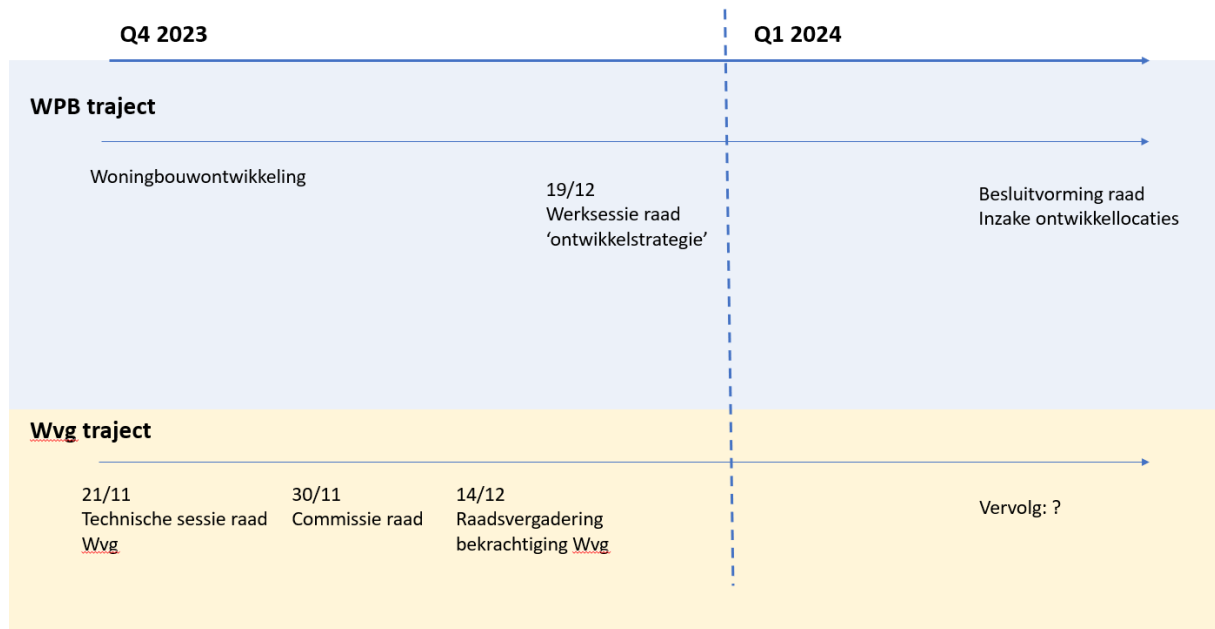 Q4 2023
Q1 2024
WPB traject
Woningbouwontwikkeling
19/12
Werksessie raad
‘ontwikkelstrategie’
Besluitvorming raad
Inzake ontwikkellocaties
Wvg traject
21/11
Technische sessie raad
Wvg
30/11
Commissie raad
14/12
Raadsvergadering
bekrachtiging Wvg
Vervolg: ?